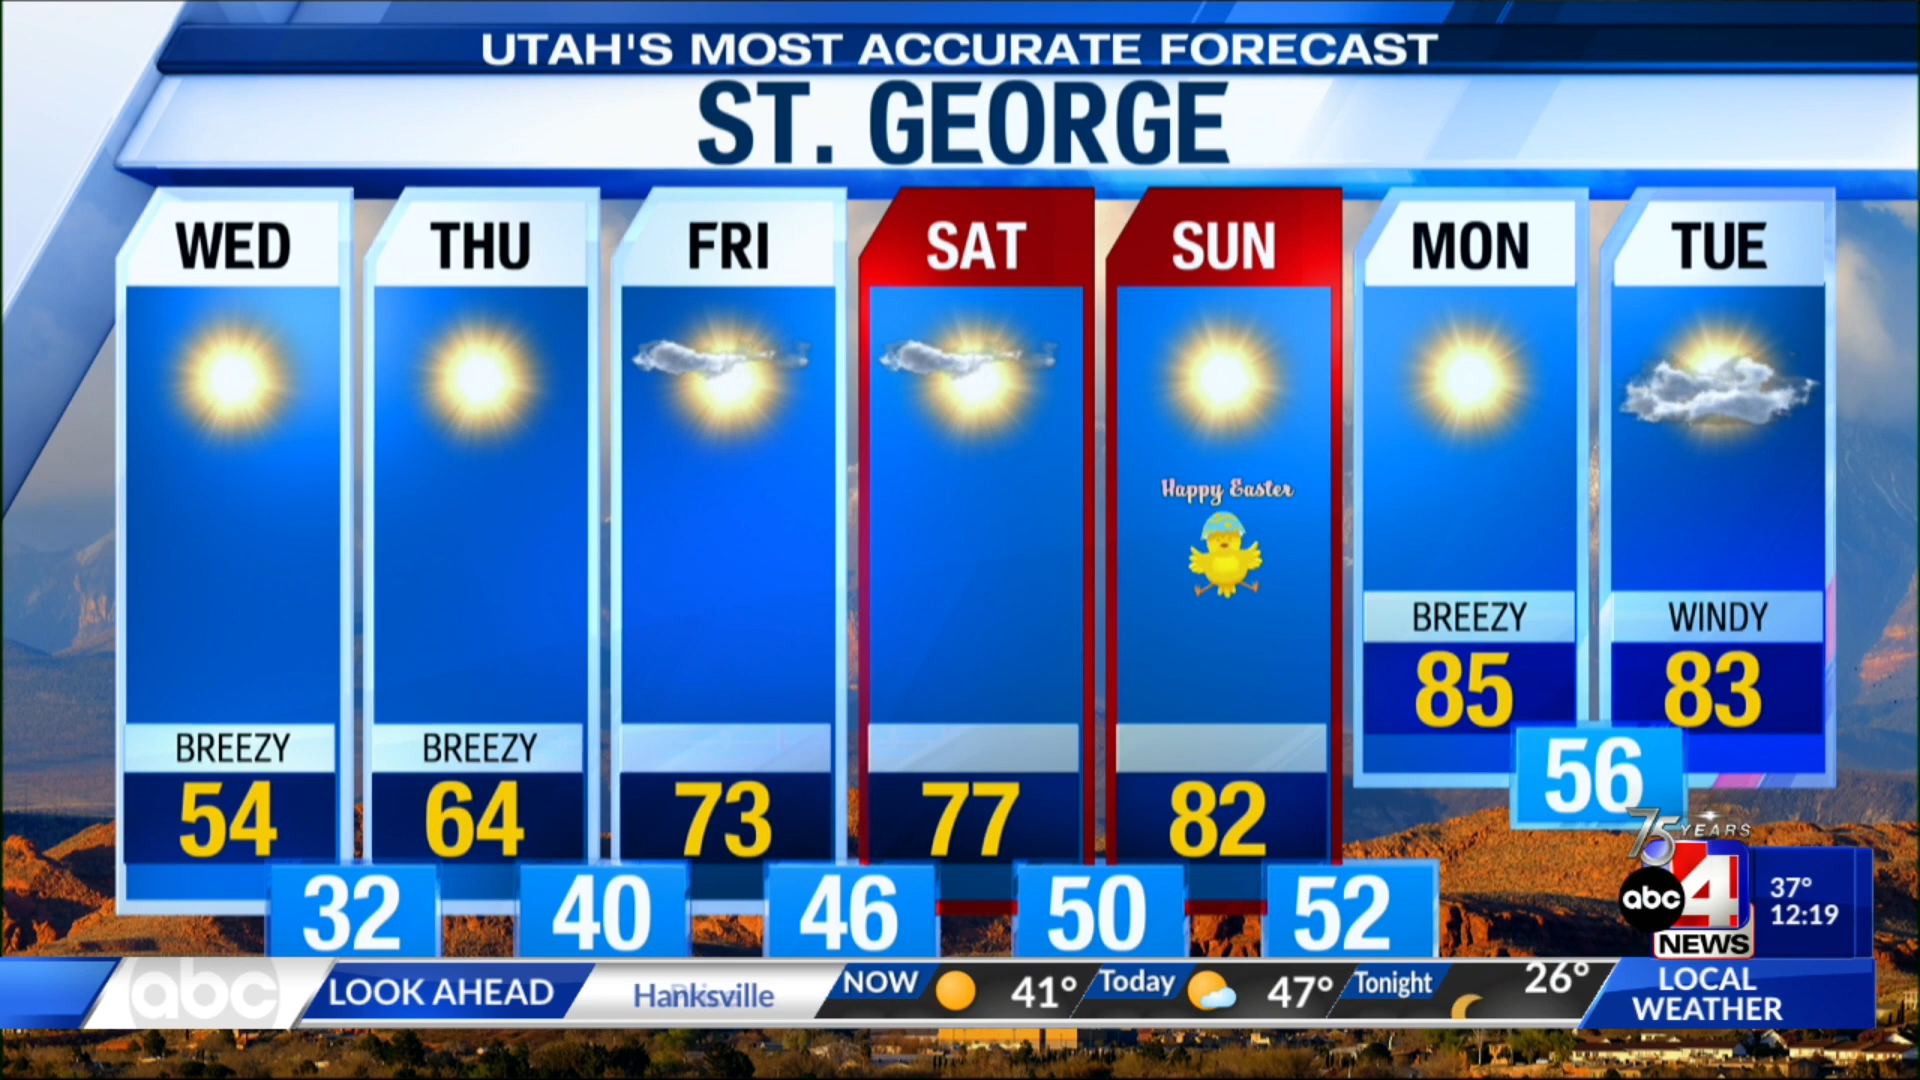 UTAH'S MOST ACCURATE FORECAST
ST. GEORGE
WED THU FRI SAT SUN MON TUE
Happy Easter
BREEZY WINDY
85 83
BREEZY BREEZY
56
54 64 73 77 82
32 40 46 50 52
75 YEARS
abc 4
NEWS
37°
12:19
abc
LOOK AHEAD
Hanksville
NOW 41° Today 47° Tonight 26°
LOCAL
WEATHER